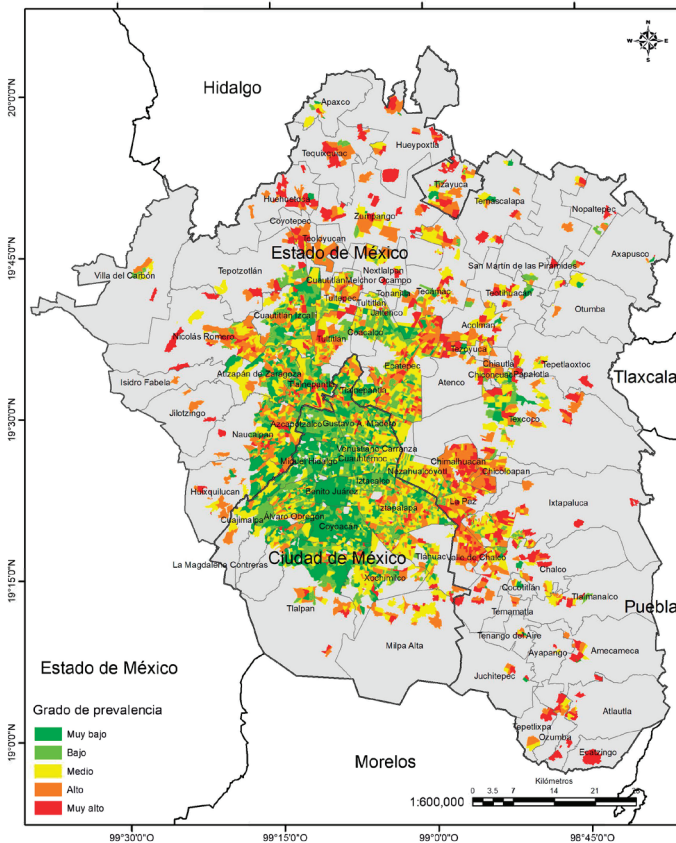 N
W E
S
Hidalgo
20°0'0"N
19°45'0"N
19°30'0"N
19°15'0"N
19°0'0"N
Apaxco
Hueypoxtla
Tequixquiac
Tizayuca
Huehuetoca
Temascalapa
Nopaltepec
Coyotepec
Zumpango
Teoloyucan
Axapusco
Estado de México
Villa del Carbón
Tepotzotlán
Nextlalpan
San Martín de las Pirámides
Cuautitlán
Melchor Ocampo
Tonanitla
Tecámac
Teotihuacán
Tultepec
Tultitlán
Otumba
Cuautitlán Izcalli
Jaltenco
Coacalco
Acolman
Nicolás Romero
Tultitlán
Tezoyuca
Ecatepec
Chiautla
Tepetlaoxtoc
Atizapán de Zaragoza
Chiconcuac
Papalotla
Tlaxcala
Isidro Fabela
Tlalnepantla
Tlalnepantla
Atenco
Jilotzingo
Texcoco
Azcapotzalco
Gustavo A. Madero
Naucalpan
Venustiano Carranza
Cuauhtémoc
Miguel Hidalgo
Chimalhuacán
Nezahualcóyotl
Chicoloapan
Iztacalco
Huixquilucan
Benito Juárez
La Paz
Ixtapaluca
Iztapalapa
Cuajimalpa
Álvaro Obregón
Coyoacán
Ciudad de México
Tláhuac
Valle de Chalco
La Magdalena Contreras
Chalco
Xochimilco
Cocotitlán
Tlalmanalco
Tlalpan
Temamatla
Puebla
Tenango del Aire
Milpa Alta
Ayapango
Amecameca
Estado de México
Juchitepec
Atlautla
Tepetlixpa
Ozumba
Ecatzingo
Morelos
Grado de prevalencia
Muy bajo
Bajo
Medio
Alto
Muy alto
Kilómetros
1:600,000
0 3.5 7 14 21 28
99°30'0"O
99°15'0"O
99°0'0"O
98°45'0"O